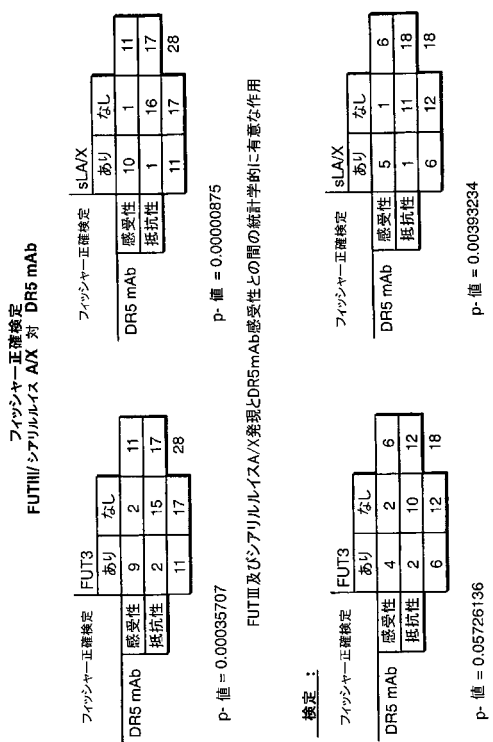 フィッシャー正確検定
FUTIII/シアリルルイス A/X 対 DR5 mAb
フィッシャー正確検定 FUT3
あり なし
DR5 mAb 感受性 9 2 11
抵抗性 2 15 17
11 17 28
p- 値 = 0.00035707
フィッシャー正確検定 sLA/X
あり なし
DR5 mAb 感受性 10 1 11
抵抗性 1 16 17
11 17 28
p- 値 = 0.00000875
FUTⅢ及びシアリルルイスA/X発現とDR5mAb感受性との間の統計学的に有意な作用
検定 :
フィッシャー正確検定 FUT3
あり なし
DR5 mAb 感受性 4 2 6
抵抗性 2 10 12
6 12 18
p- 値 = 0.05726136
フィッシャー正確検定 sLA/X
あり なし
DR5 mAb 感受性 5 1 6
抵抗性 1 11 18
6 12 18
p- 値 = 0.00393234